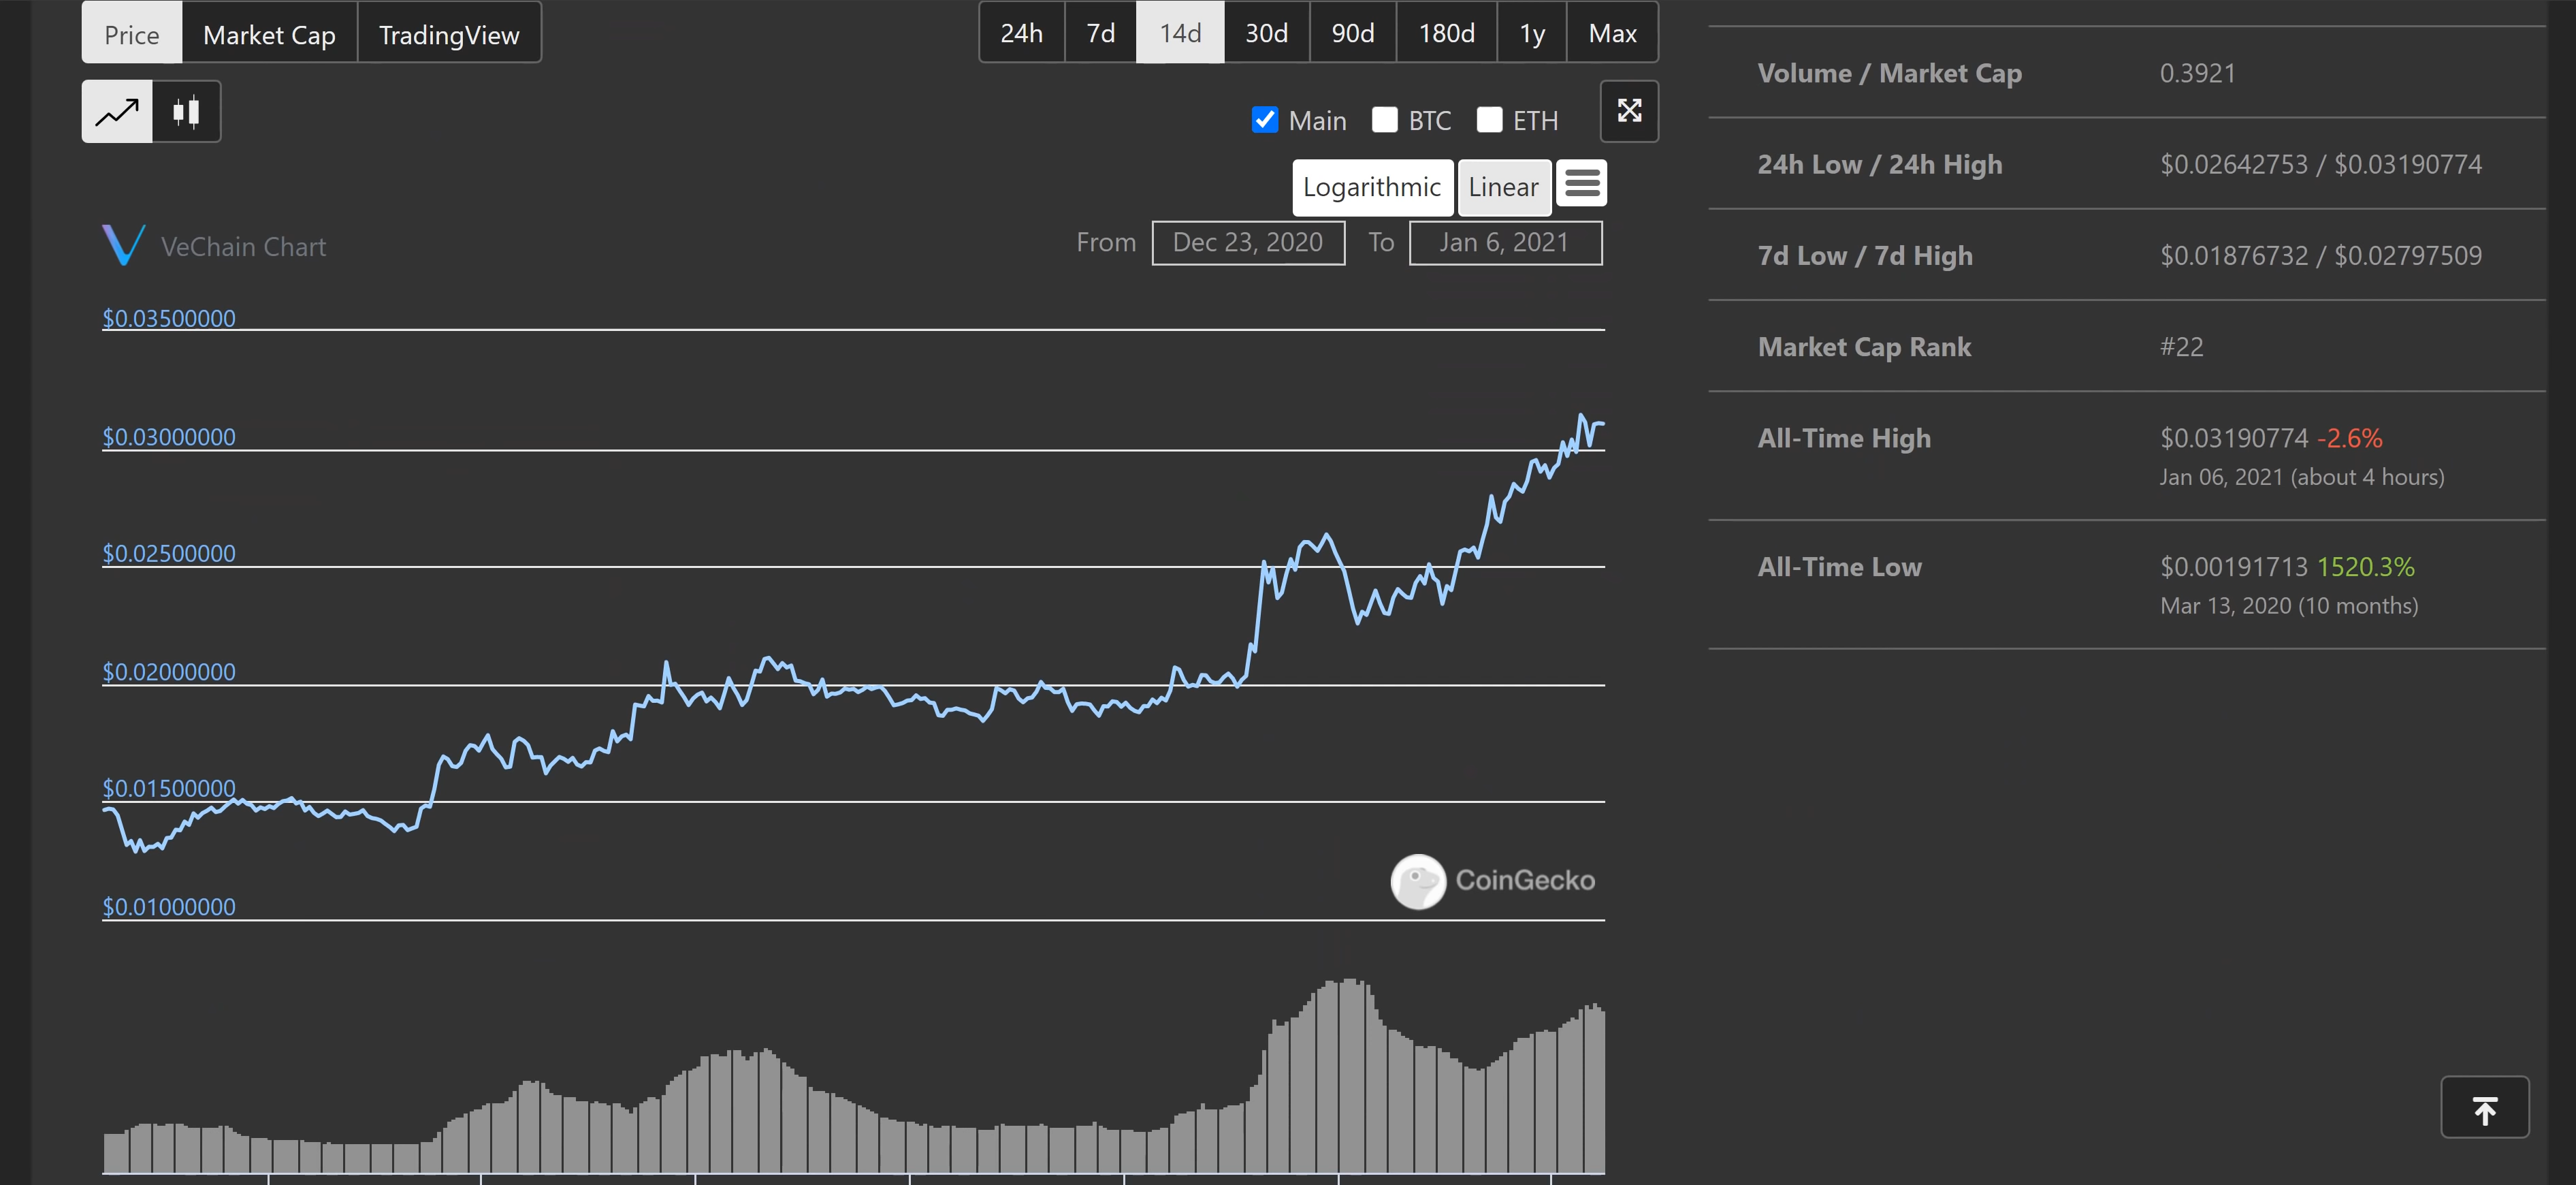 Price Market Cap TradingView
24h 7d 14d 30d 90d 180d 1y Max
Main BTC ETH
Logarithmic Linear
VeChain Chart
From Dec 23, 2020 To Jan 6, 2021
$0.03500000
$0.03000000
$0.02500000
$0.02000000
$0.01500000
$0.01000000
CoinGecko
Volume / Market Cap 0.3921
24h Low / 24h High $0.02642753 / $0.03190774
7d Low / 7d High $0.01876732 / $0.02797509
Market Cap Rank #22
All-Time High $0.03190774 -2.6%
Jan 06, 2021 (about 4 hours)
All-Time Low $0.00191713 1520.3%
Mar 13, 2020 (10 months)